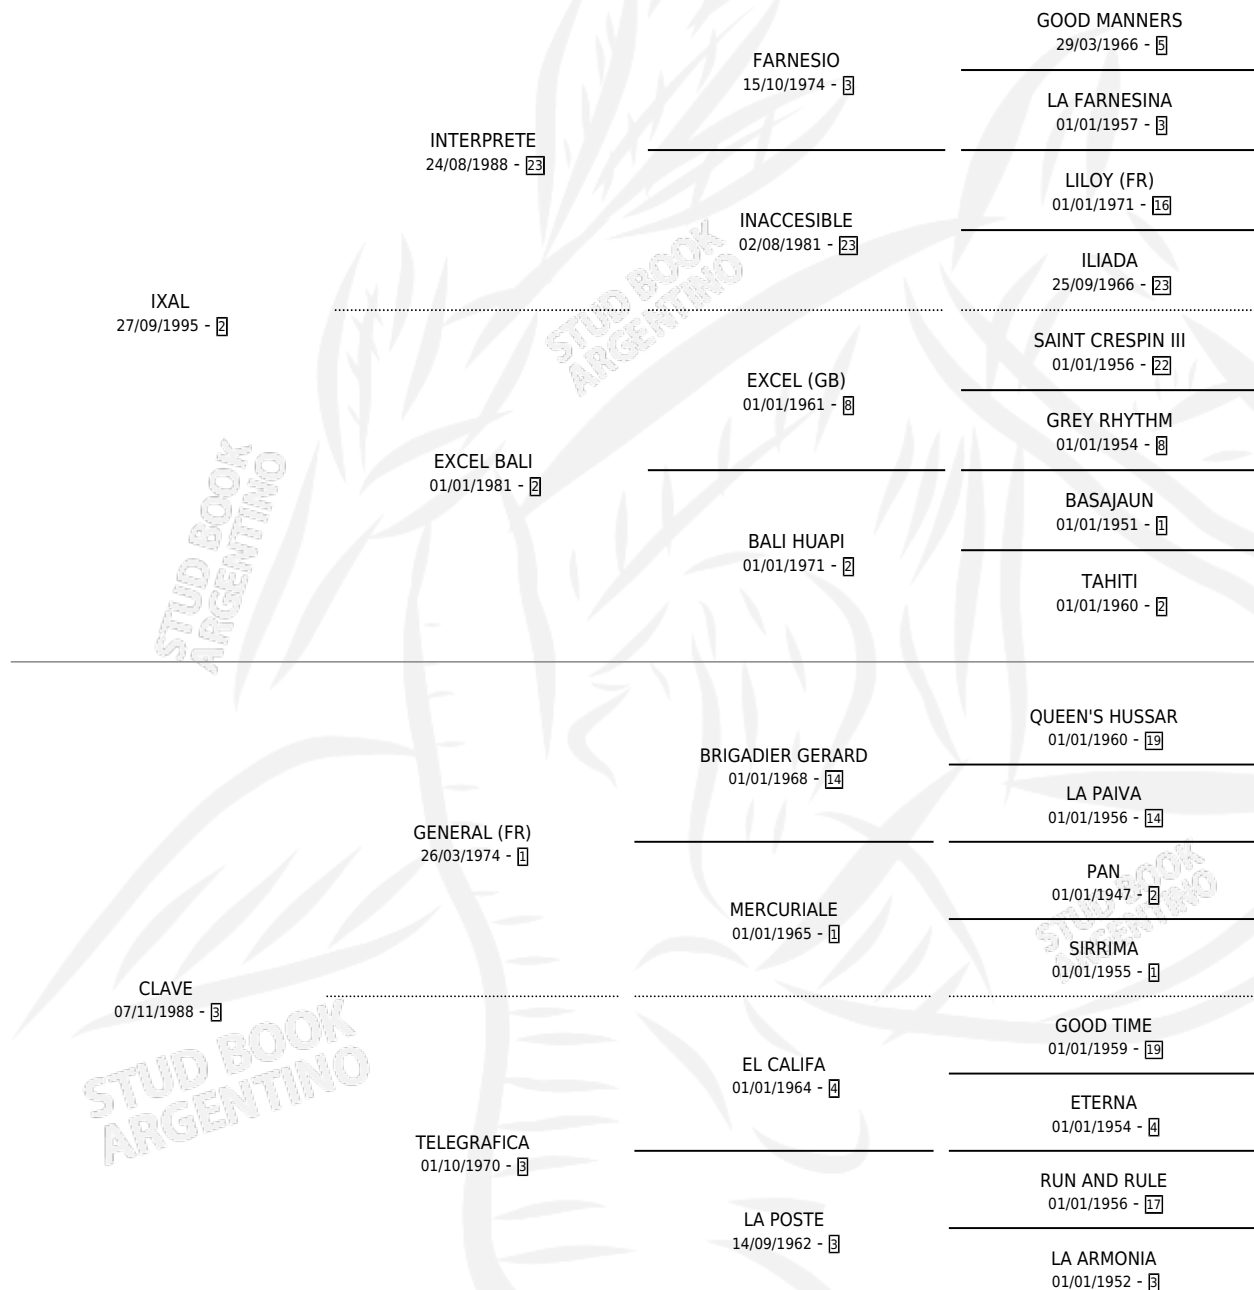 GOOD MANNERS
29/03/1966 - 5
FARNESIO
15/10/1974 - 3
LA FARNESINA
01/01/1957 - 3
INTERPRETE
24/08/1988 - 23
LILOY (FR)
01/01/1971 - 16
INACCESIBLE
02/08/1981 - 23
ILIADA
25/09/1966 - 23
IXAL
27/09/1995 - 2
STUD BOOK
ARGENTINO
SAINT CRESPIN III
01/01/1956 - 22
EXCEL (GB)
01/01/1961 - 8
GREY RHYTHM
01/01/1954 - 8
EXCEL BALI
01/01/1981 - 2
BASAJAUN
01/01/1951 - 1
BALI HUAPI
01/01/1971 - 2
TAHITI
01/01/1960 - 2
STUD BOOK
ARGENTINO
QUEEN'S HUSSAR
01/01/1960 - 19
BRIGADIER GERARD
01/01/1968 - 14
LA PAIVA
01/01/1956 - 14
GENERAL (FR)
26/03/1974 - 1
PAN
01/01/1947 - 2
MERCURIALE
01/01/1965 - 1
SIRRIMA
01/01/1955 - 1
STUD BOOK
ARGENTINO
CLAVE
07/11/1988 - 3
GOOD TIME
01/01/1959 - 19
EL CALIFA
01/01/1964 - 4
ETERNA
01/01/1954 - 4
STUD BOOK
ARGENTINO
TELEGRAFICA
01/10/1970 - 3
RUN AND RULE
01/01/1956 - 17
LA POSTE
14/09/1962 - 3
LA ARMONIA
01/01/1952 - 3